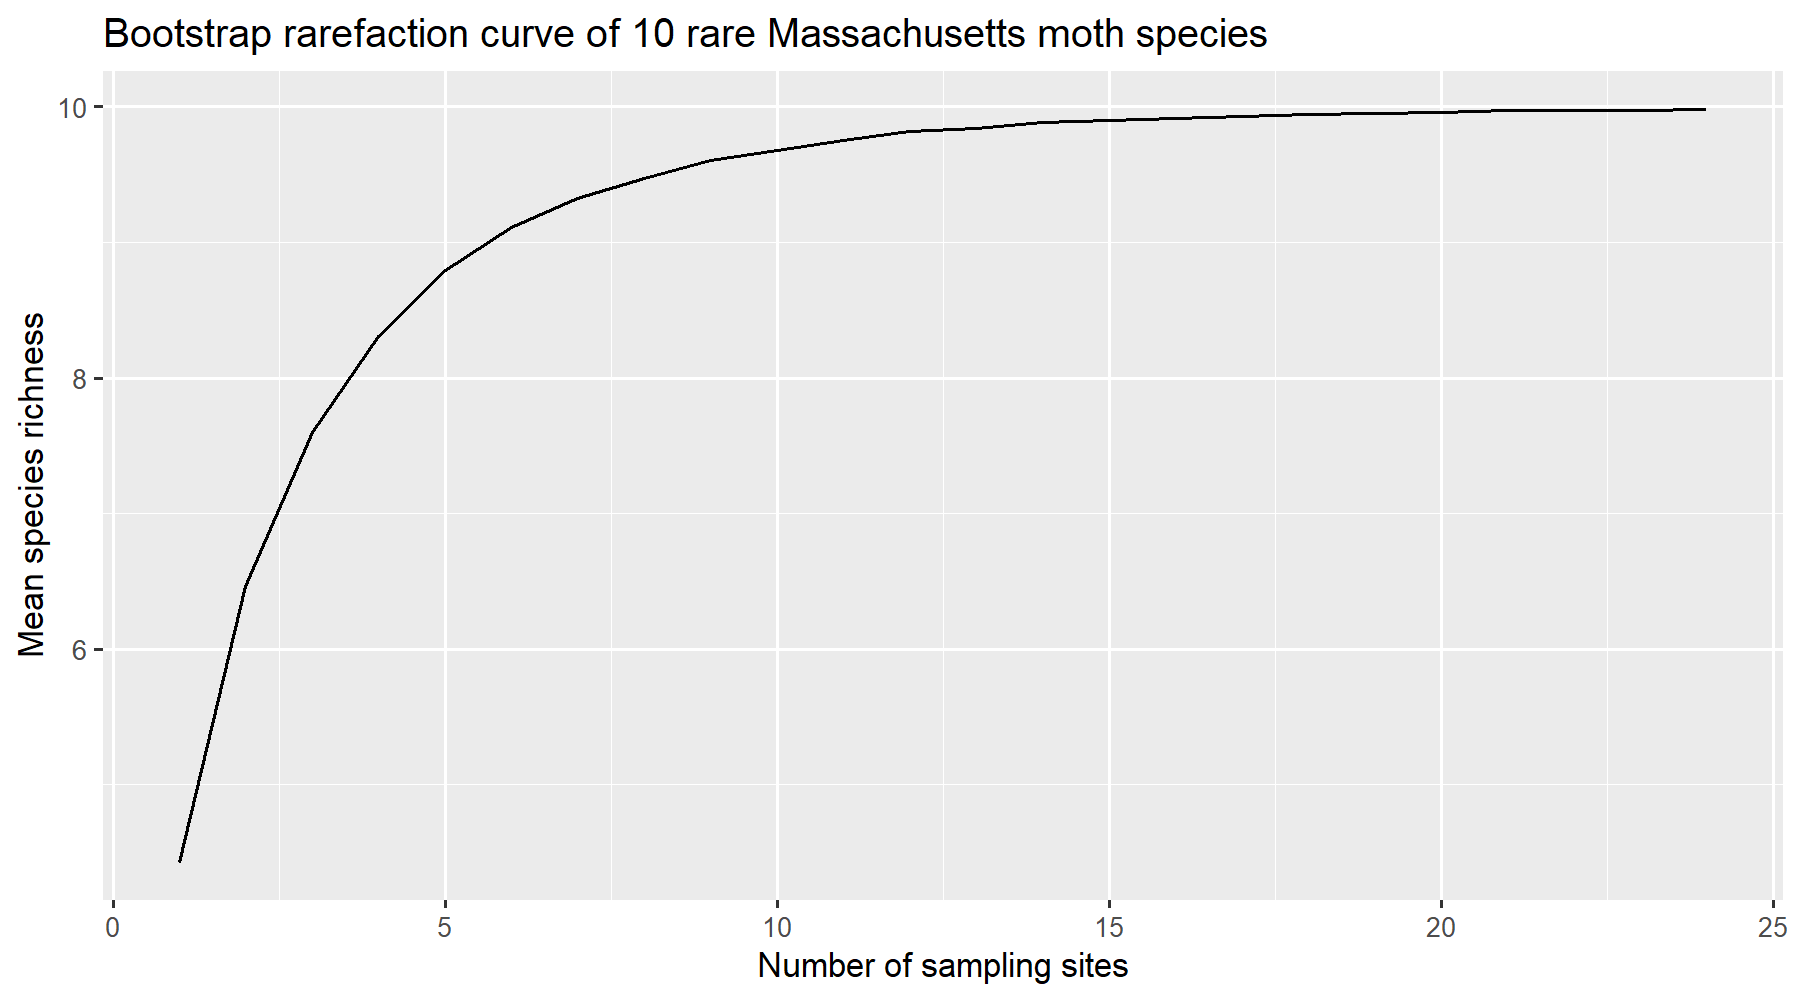 Bootstrap rarefaction curve of 10 rare Massachusetts moth species
Mean species richness
10
8
6
0 5 10 15 20 25
Number of sampling sites